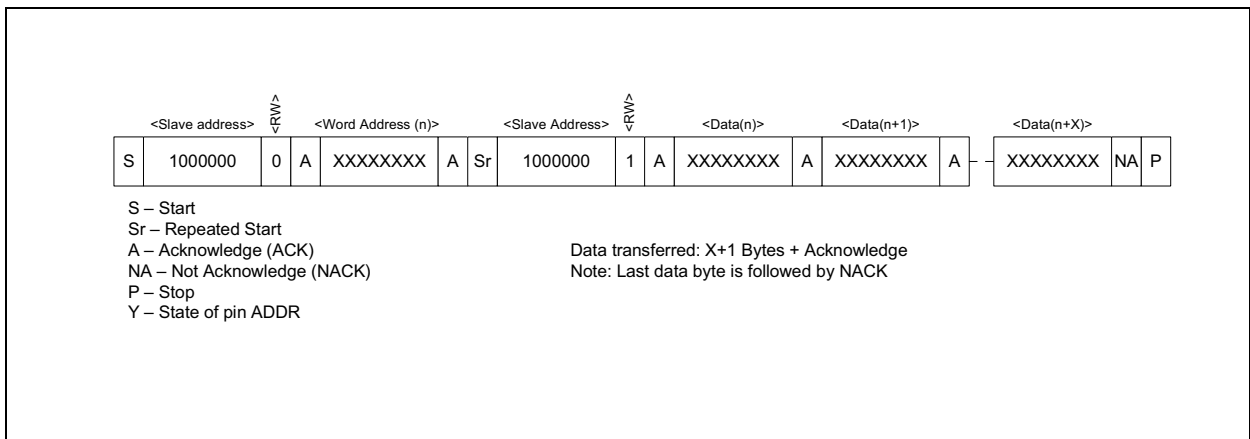 <Slave address> <RW> <Word Address (n)> <Slave Address> <RW> <Data(n)> <Data(n+1)> <Data(n+X)>
S 1000000 0 A XXXXXXXX A Sr 1000000 1 A XXXXXXXX A XXXXXXXX A XXXXXXXX NA P
S – Start
Sr – Repeated Start
A – Acknowledge (ACK)
NA – Not Acknowledge (NACK)
P – Stop
Y – State of pin ADDR
Data transferred: X+1 Bytes + Acknowledge
Note: Last data byte is followed by NACK